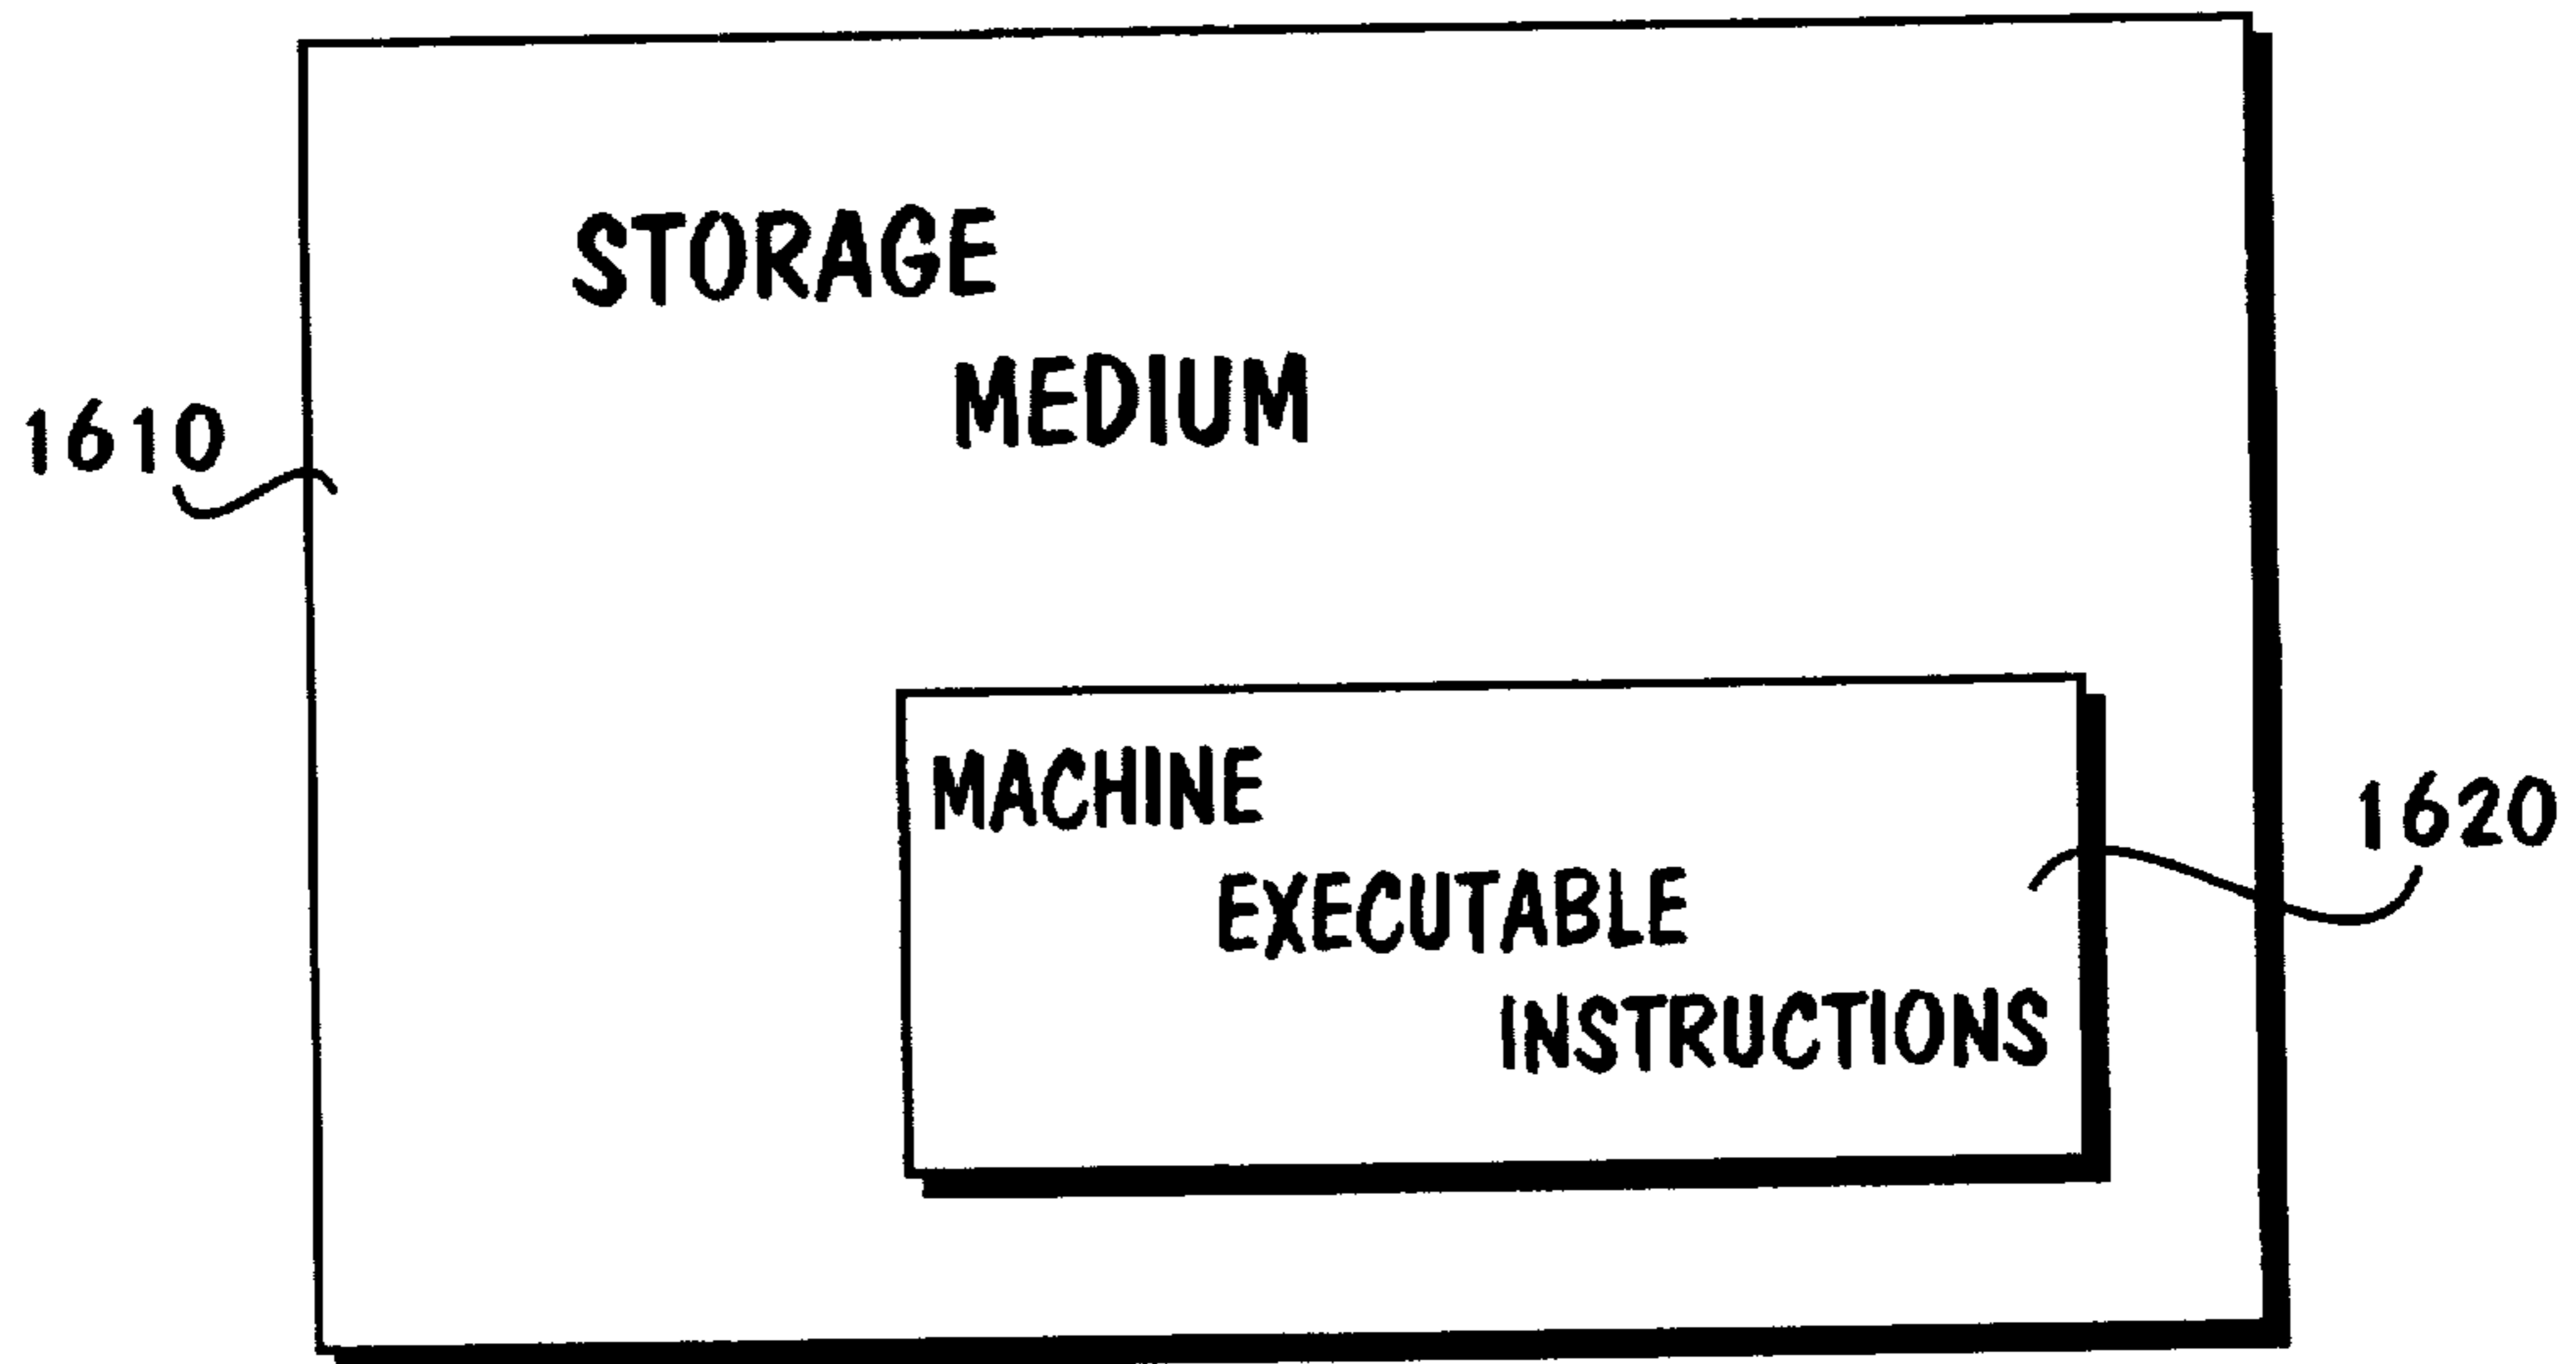 STORAGE
MEDIUM
1610
MACHINE
EXECUTABLE
INSTRUCTIONS
1620